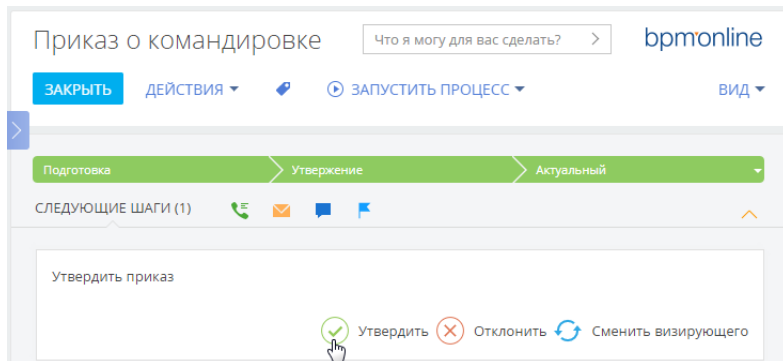 Приказ о командировке
Что я могу для вас сделать? >
bpm'online
ЗАКРЫТЬ ДЕЙСТВИЯ ЗАПУСТИТЬ ПРОЦЕСС ВИД
Подготовка Утвержение Актуальный
СЛЕДУЮЩИЕ ШАГИ (1)
Утвердить приказ
Утвердить Отклонить Сменить визирующего